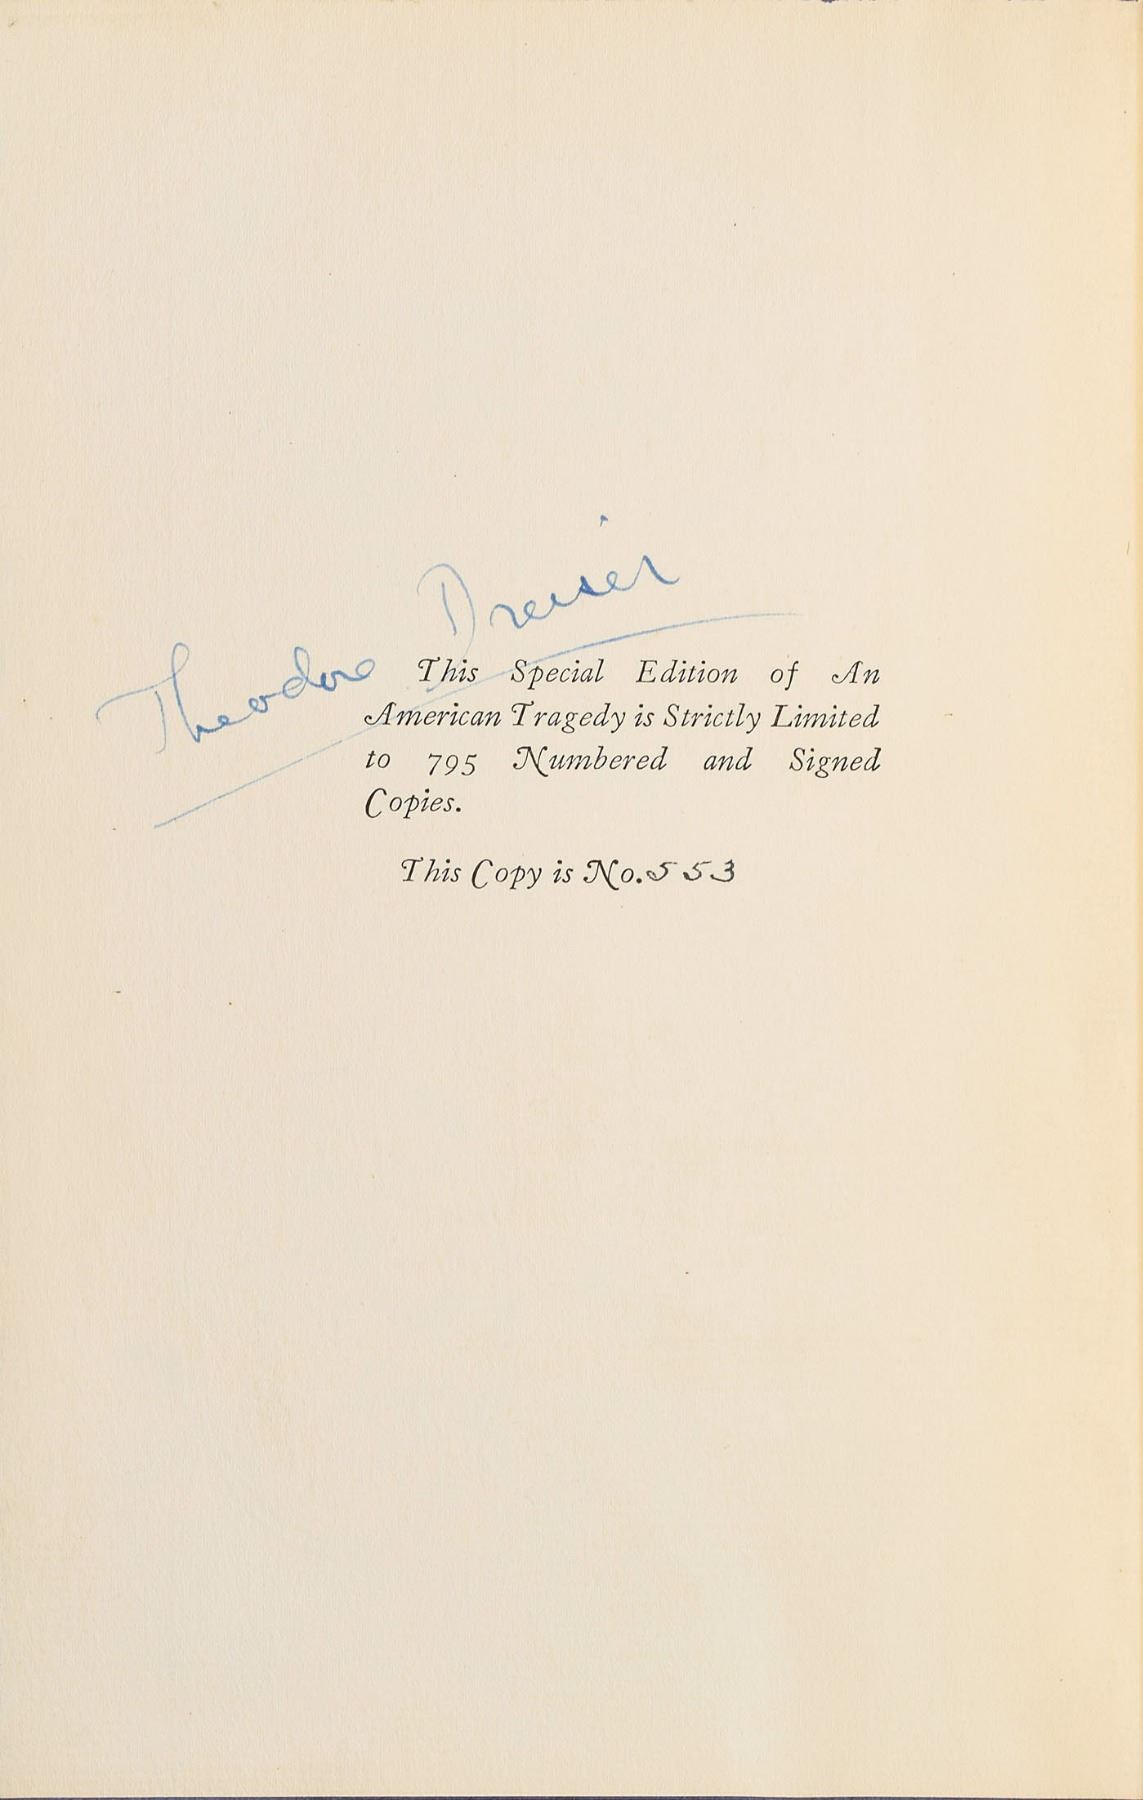 Theodore Dreiser
This Special Edition of An
American Tragedy is Strictly Limited
to 795 Numbered and Signed
Copies.
This Copy is No. 553